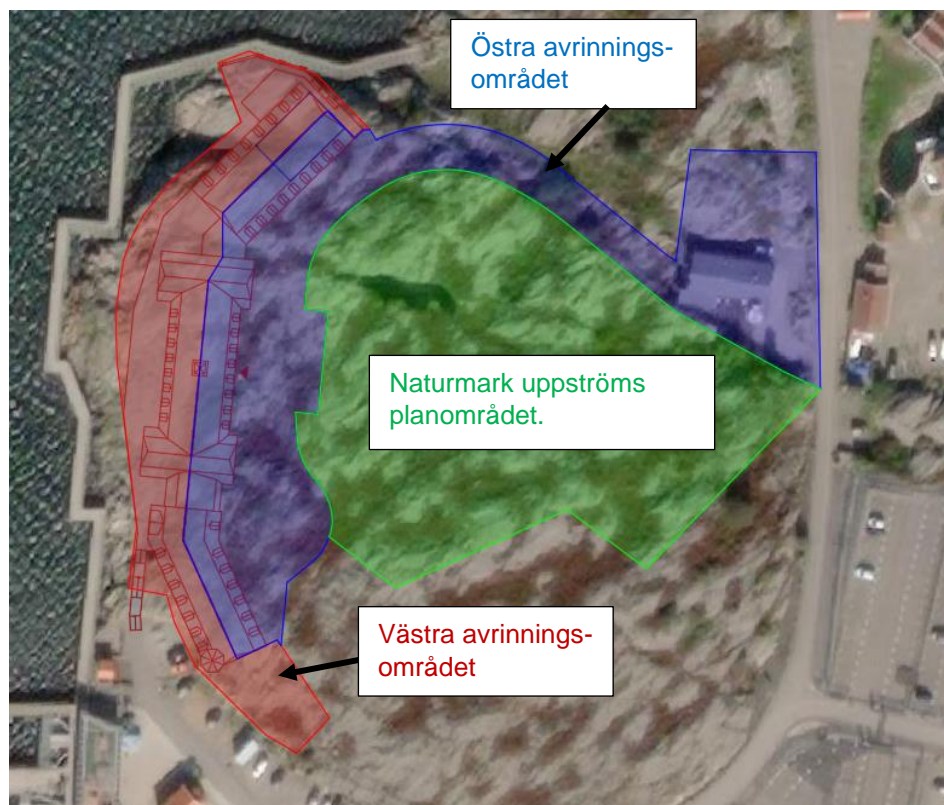 Östra avrinnings-
området
Naturmark uppströms
planområdet.
Västra avrinnings-
området